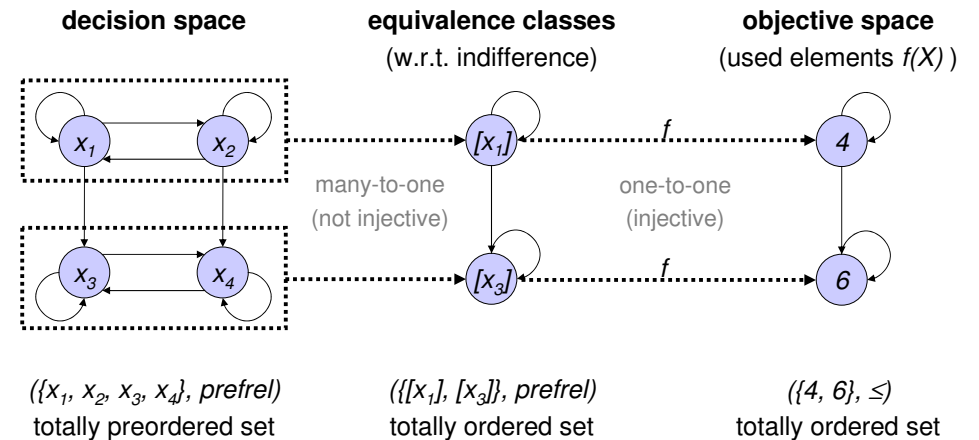 decision space
equivalence classes
(w.r.t. indifference)
objective space
(used elements f(X) )
x1
x2
[x1]
f
4
many-to-one
(not injective)
one-to-one
(injective)
x3
x4
[x3]
f
6
({x1, x2, x3, x4}, prefrel)
totally preordered set
({[x1], [x3]}, prefrel)
totally ordered set
({4, 6}, ≤)
totally ordered set